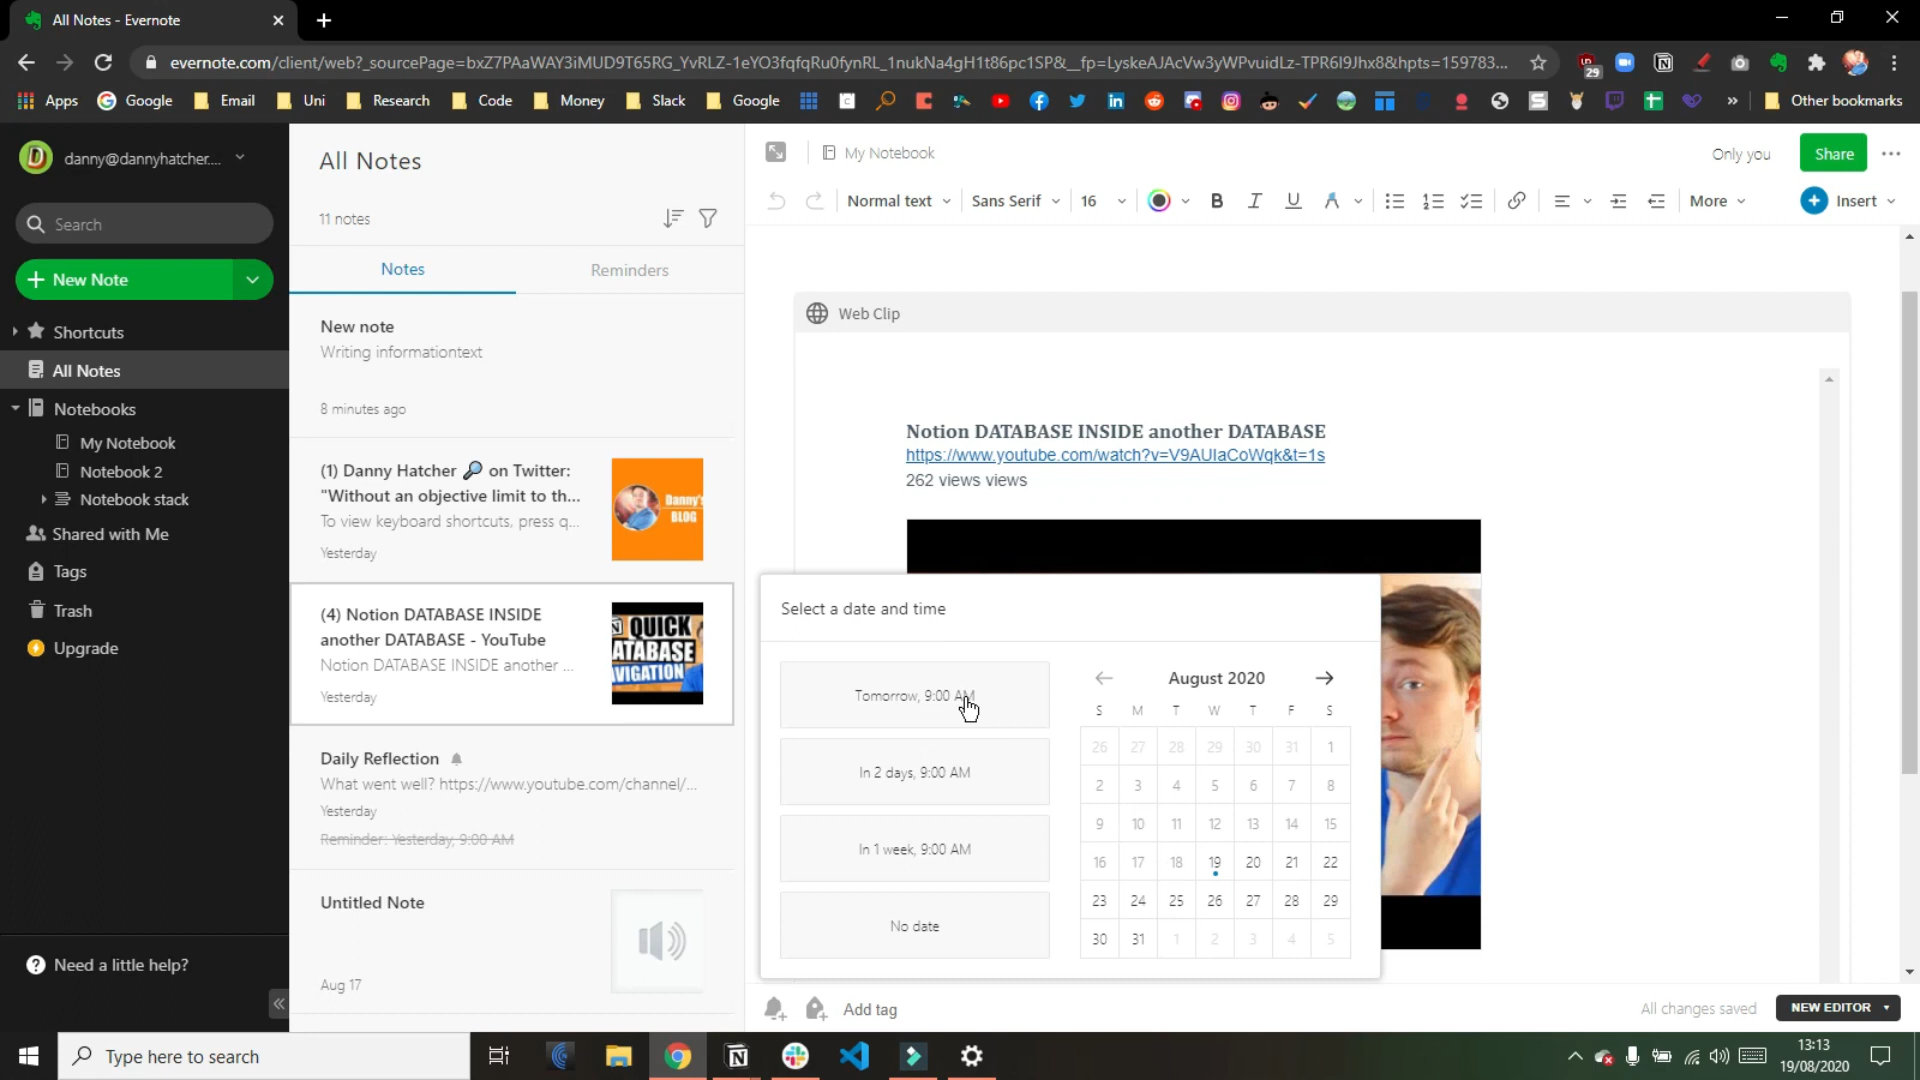 All Notes - Evernote
evernote.com/client/web?_sourcePage=bxZ7PAaWAY3iMUD9T65RG_YvRLZ-1eYO3fqfqRu0fynRL_1nukNa4gH1t86pc1SP&__fp=LyskeAJAcVw3yWPvuidLz-TPR6I9Jhx8&hpts=159783...
29
Apps
Google
Email
Uni
Research
Code
Money
Slack
Google
»
Other bookmarks
D
danny@dannyhatcher....
Search
New Note
Shortcuts
All Notes
Notebooks
My Notebook
Notebook 2
Notebook stack
Shared with Me
Tags
Trash
Upgrade
Need a little help?
All Notes
11 notes
Notes
Reminders
New note
Writing informationtext
8 minutes ago
(1) Danny Hatcher 🔎 on Twitter:
"Without an objective limit to th...
To view keyboard shortcuts, press q...
Yesterday
Danny's
BLOG
(4) Notion DATABASE INSIDE
another DATABASE - YouTube
Notion DATABASE INSIDE another ...
Yesterday
QUICK
ATABASE
VIGATION
Daily Reflection
What went well? https://www.youtube.com/channel/...
Yesterday
Reminder: Yesterday, 9:00 AM
Untitled Note
Aug 17
My Notebook
Only you
Share
Normal text
Sans Serif
16
B
I
U
More
Insert
Web Clip
Notion DATABASE INSIDE another DATABASE
https://www.youtube.com/watch?v=V9AUIaCoWqk&t=1s
262 views views
Select a date and time
Tomorrow, 9:00 AM
In 2 days, 9:00 AM
In 1 week, 9:00 AM
No date
August 2020
S M T W T F S
26 27 28 29 30 31 1
2 3 4 5 6 7 8
9 10 11 12 13 14 15
16 17 18 19 20 21 22
23 24 25 26 27 28 29
30 31 1 2 3 4 5
Add tag
All changes saved
NEW EDITOR
Type here to search
13:13
19/08/2020